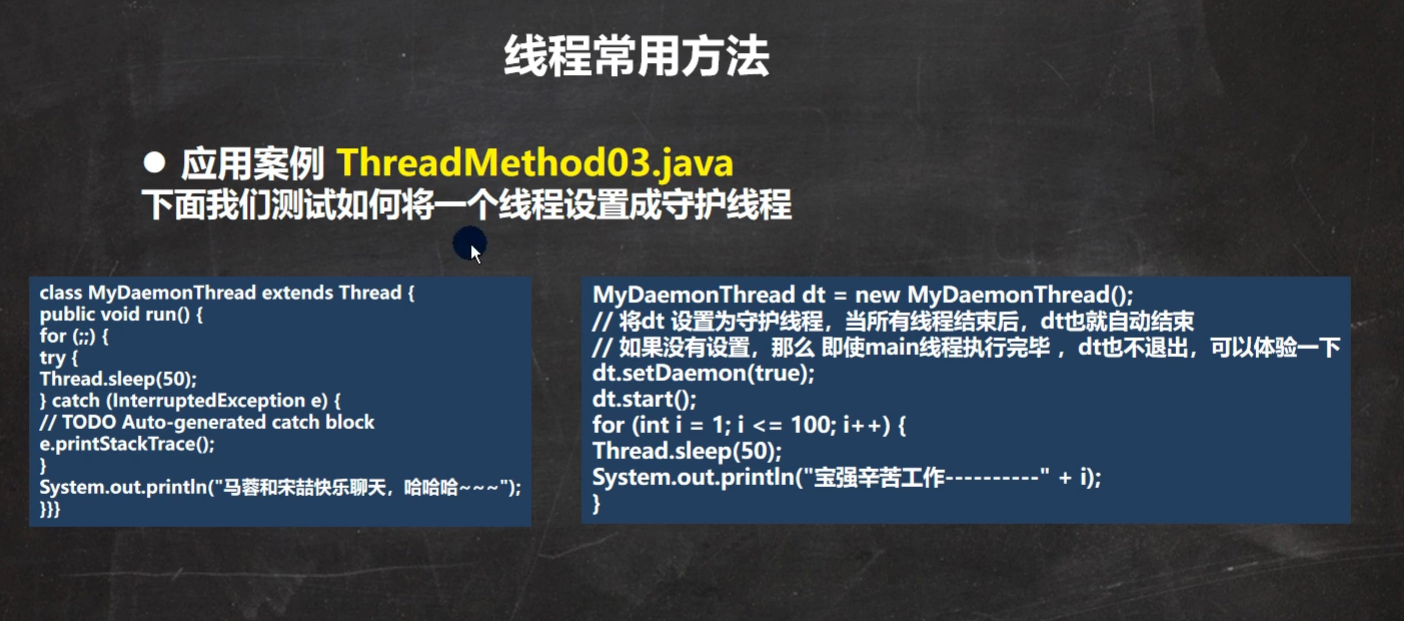 线程常用方法
● 应用案例 ThreadMethod03.java
下面我们测试如何将一个线程设置成守护线程
class MyDaemonThread extends Thread {
public void run() {
for (;;) {
try {
Thread.sleep(50);
} catch (InterruptedException e) {
// TODO Auto-generated catch block
e.printStackTrace();
}
System.out.println("马蓉和宋喆快乐聊天，哈哈哈~~~");
}}}
MyDaemonThread dt = new MyDaemonThread();
// 将dt 设置为守护线程，当所有线程结束后，dt也就自动结束
// 如果没有设置，那么 即使main线程执行完毕 ，dt也不退出，可以体验一下
dt.setDaemon(true);
dt.start();
for (int i = 1; i <= 100; i++) {
Thread.sleep(50);
System.out.println("宝强辛苦工作----------" + i);
}